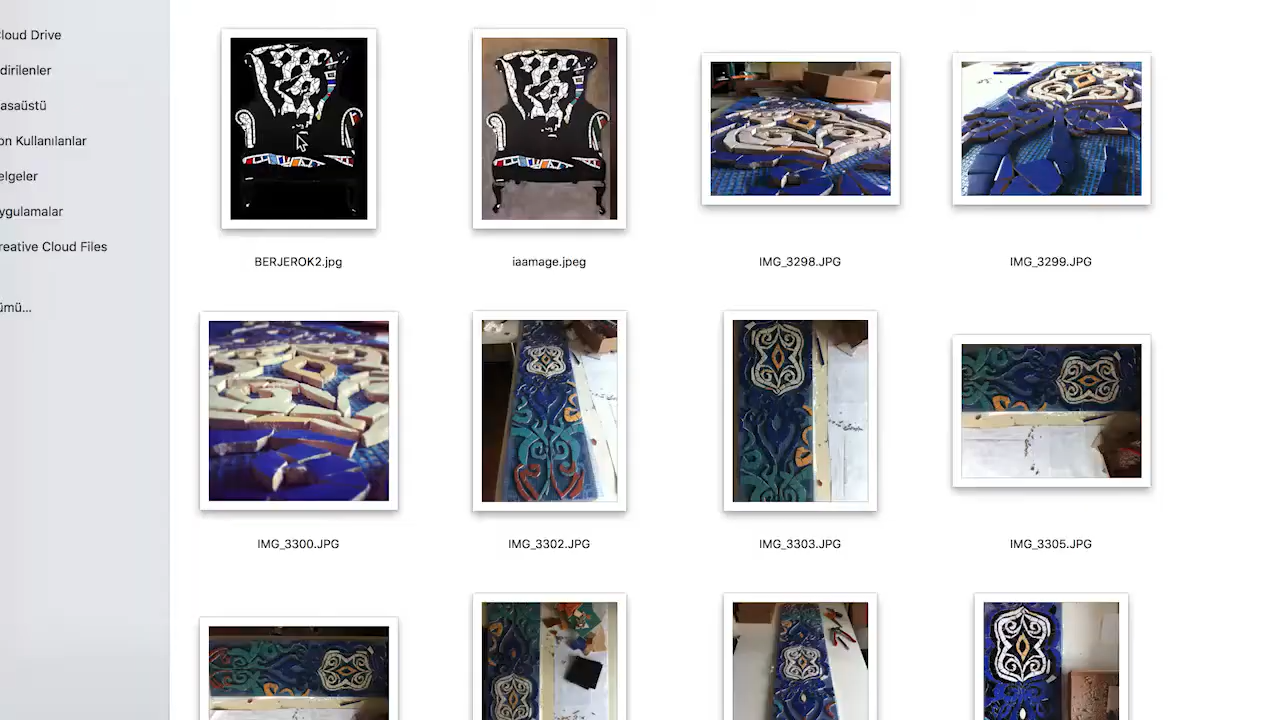 loud Drive
dirilenler
asaüstü
on Kullanılanlar
elgeler
ygulamalar
reative Cloud Files
ümü...
BERJEROK2.jpg
iaamage.jpeg
IMG_3298.JPG
IMG_3299.JPG
IMG_3300.JPG
IMG_3302.JPG
IMG_3303.JPG
IMG_3305.JPG